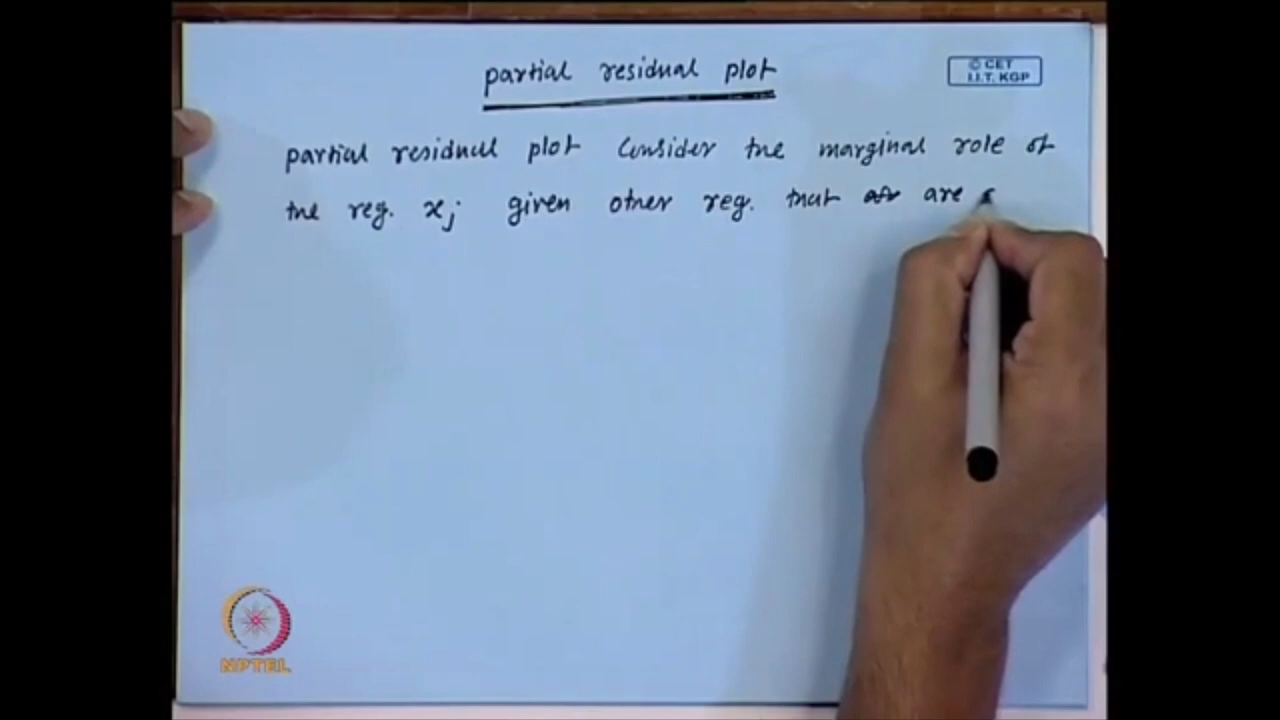 partial residual plot
© CET
I.I.T. KGP
partial residual plot consider the marginal role of
the reg. xj given other reg. that are
NPTEL